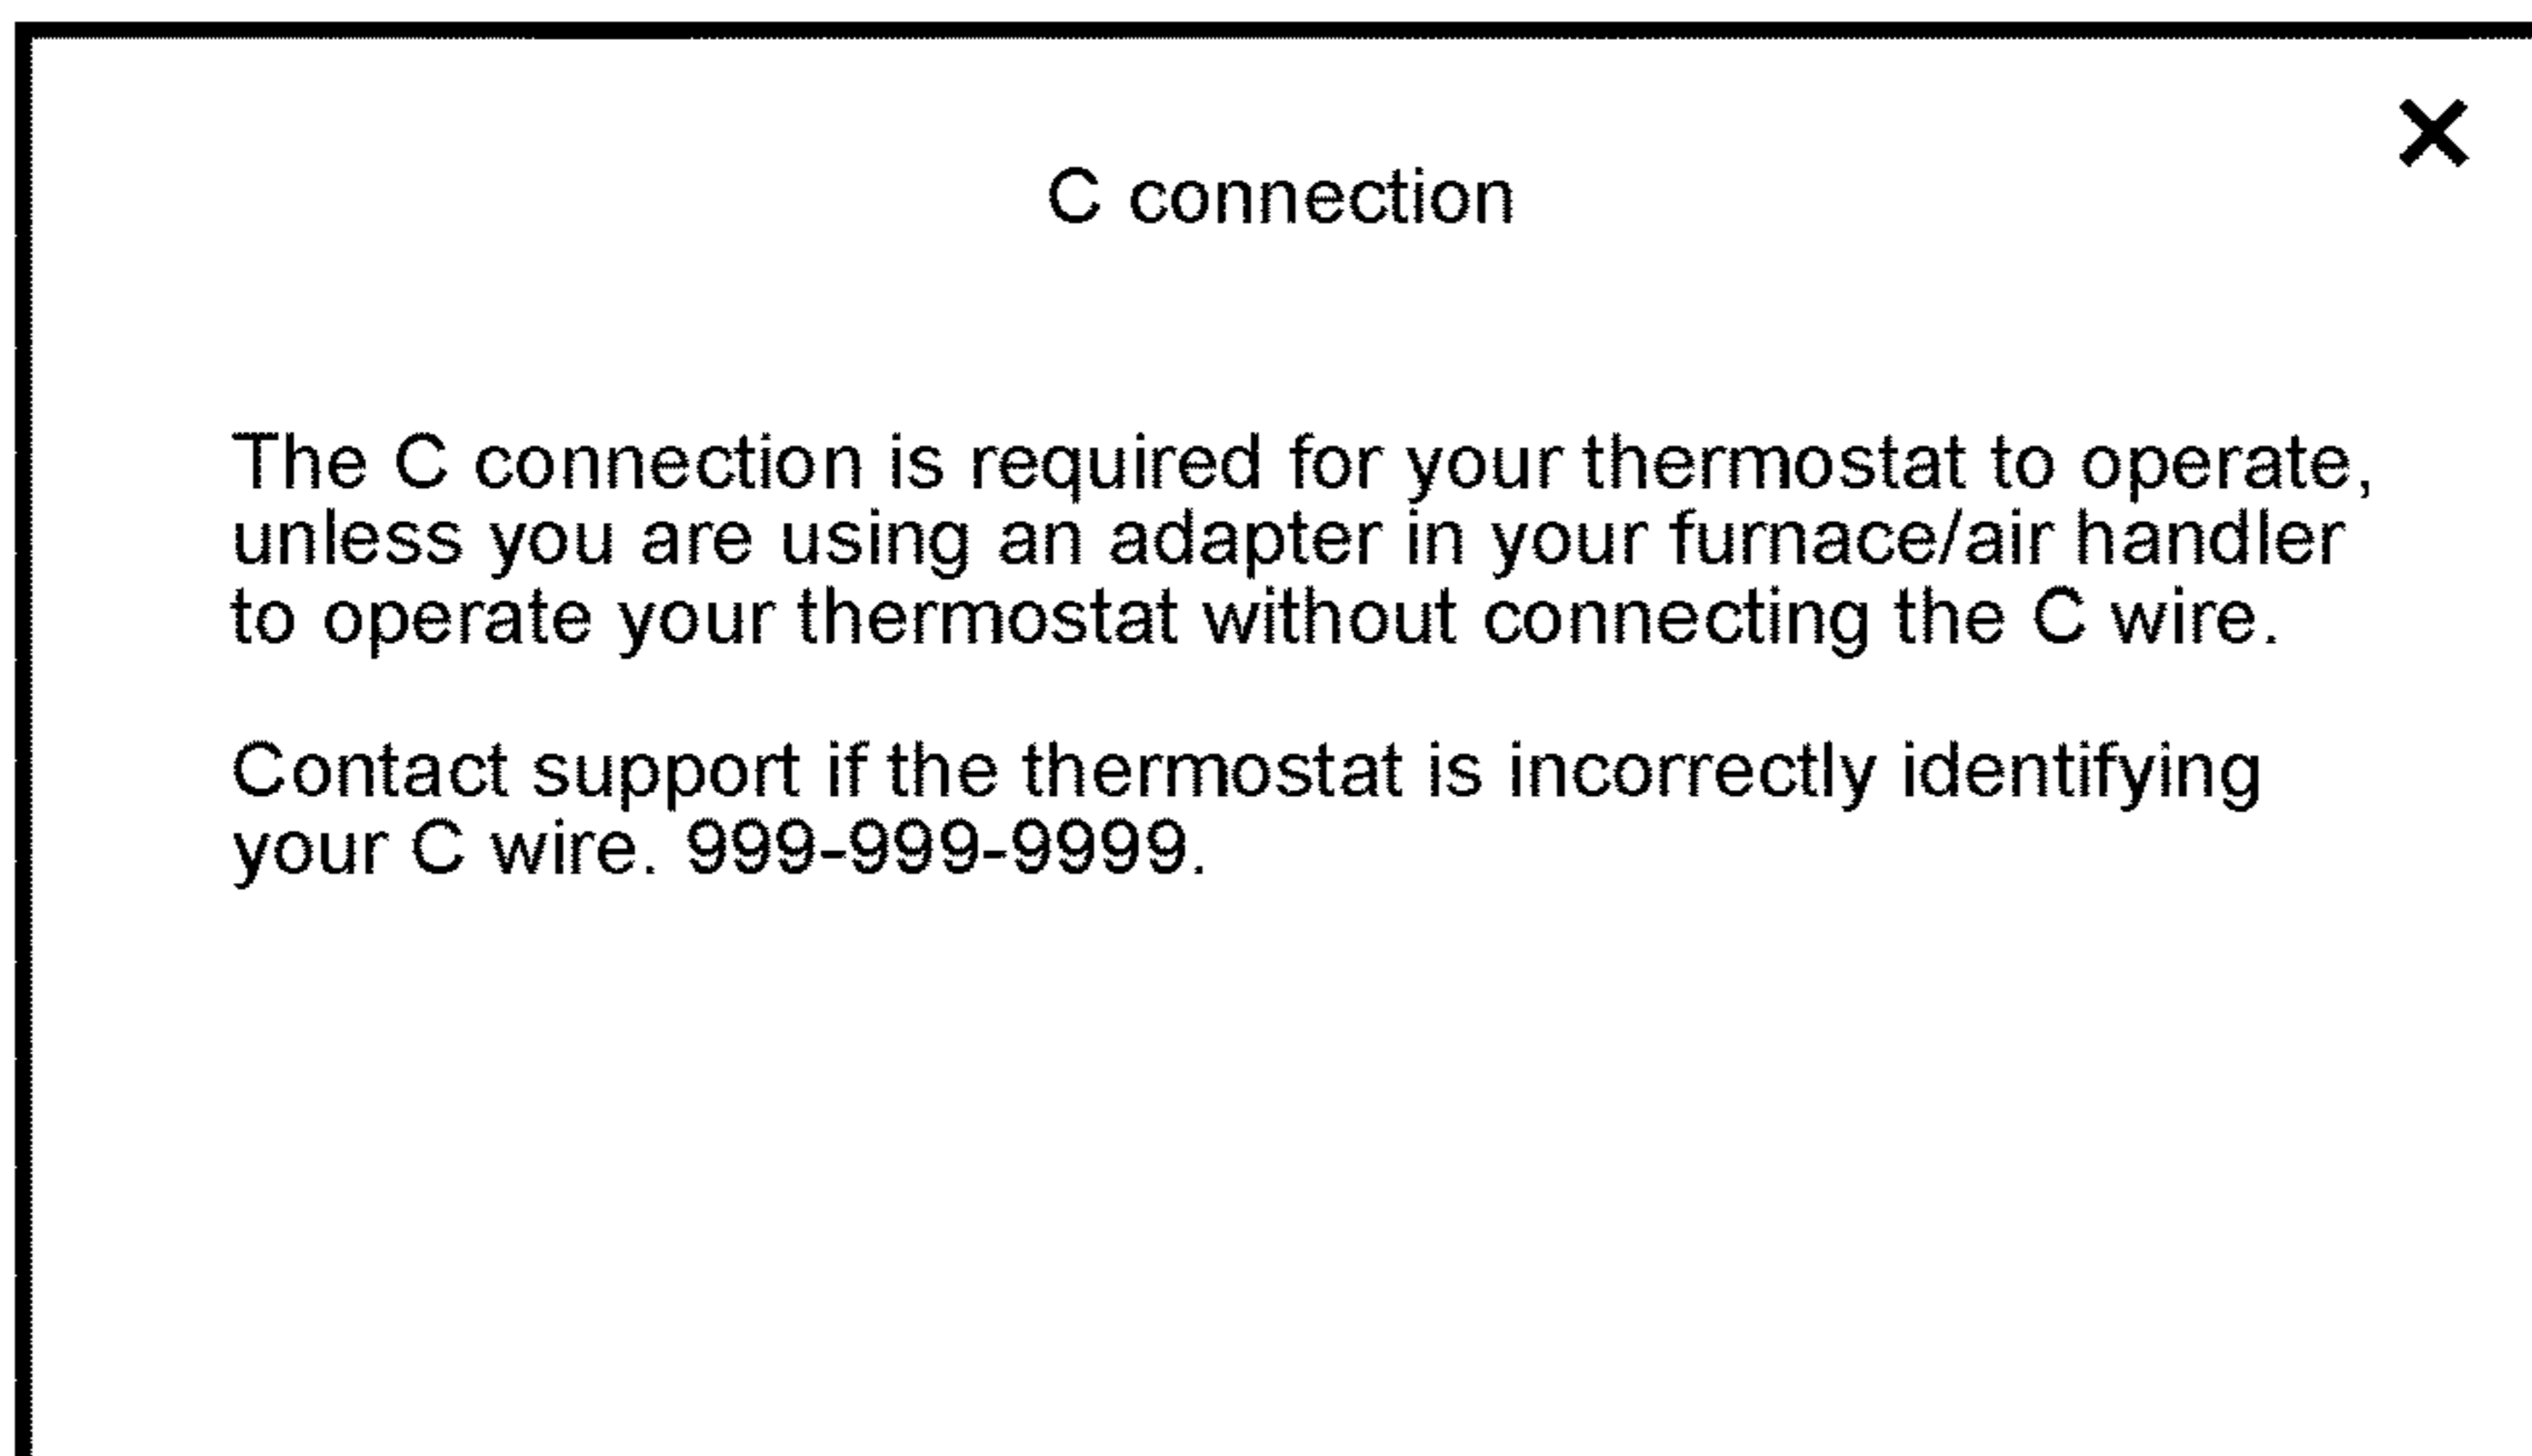 C connection
The C connection is required for your thermostat to operate,
unless you are using an adapter in your furnace/air handler
to operate your thermostat without connecting the C wire.
Contact support if the thermostat is incorrectly identifying
your C wire. 999-999-9999.